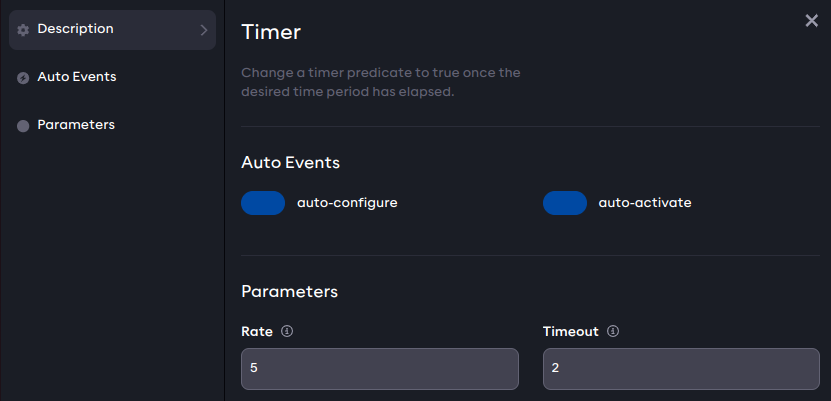 Description
Auto Events
Parameters
Timer
Change a timer predicate to true once the
desired time period has elapsed.
Auto Events
auto-configure
auto-activate
Parameters
Rate
Timeout
5
2